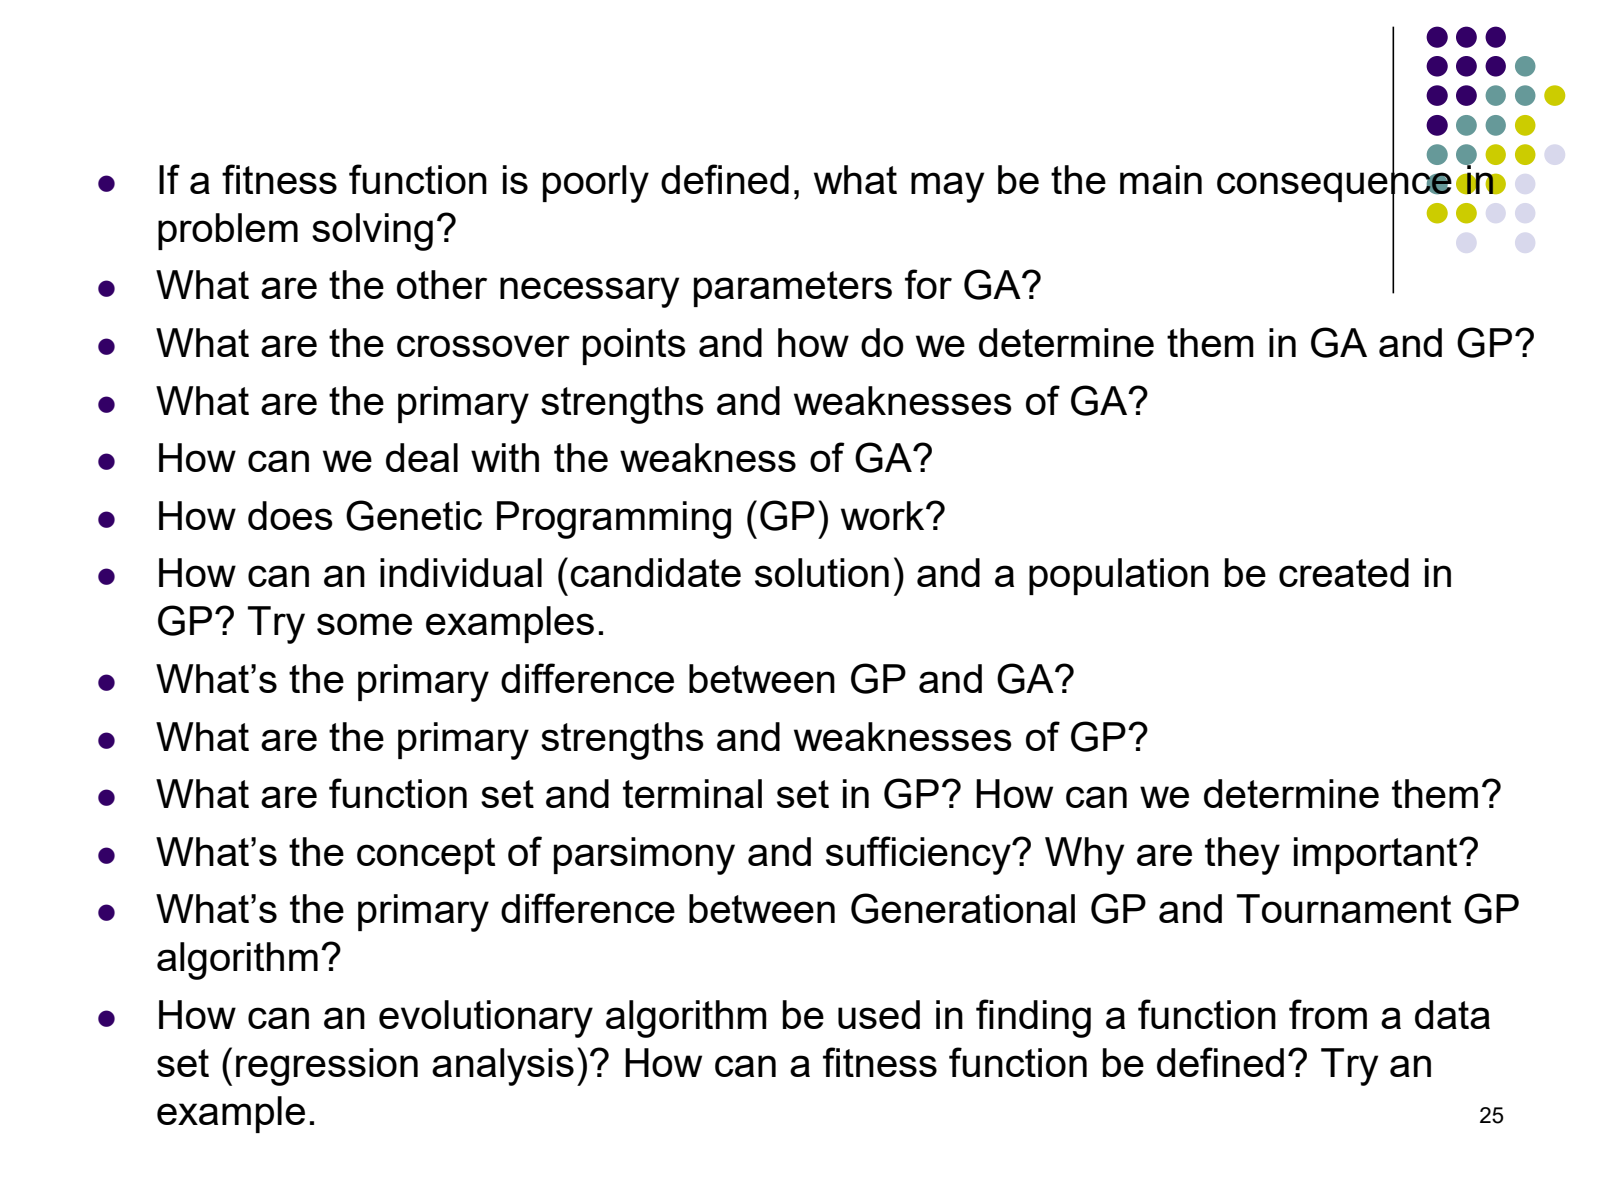 ● If a fitness function is poorly defined, what may be the main consequence in
problem solving?
● What are the other necessary parameters for GA?
● What are the crossover points and how do we determine them in GA and GP?
● What are the primary strengths and weaknesses of GA?
● How can we deal with the weakness of GA?
● How does Genetic Programming (GP) work?
● How can an individual (candidate solution) and a population be created in
GP? Try some examples.
● What’s the primary difference between GP and GA?
● What are the primary strengths and weaknesses of GP?
● What are function set and terminal set in GP? How can we determine them?
● What’s the concept of parsimony and sufficiency? Why are they important?
● What’s the primary difference between Generational GP and Tournament GP
algorithm?
● How can an evolutionary algorithm be used in finding a function from a data
set (regression analysis)? How can a fitness function be defined? Try an
example.
25